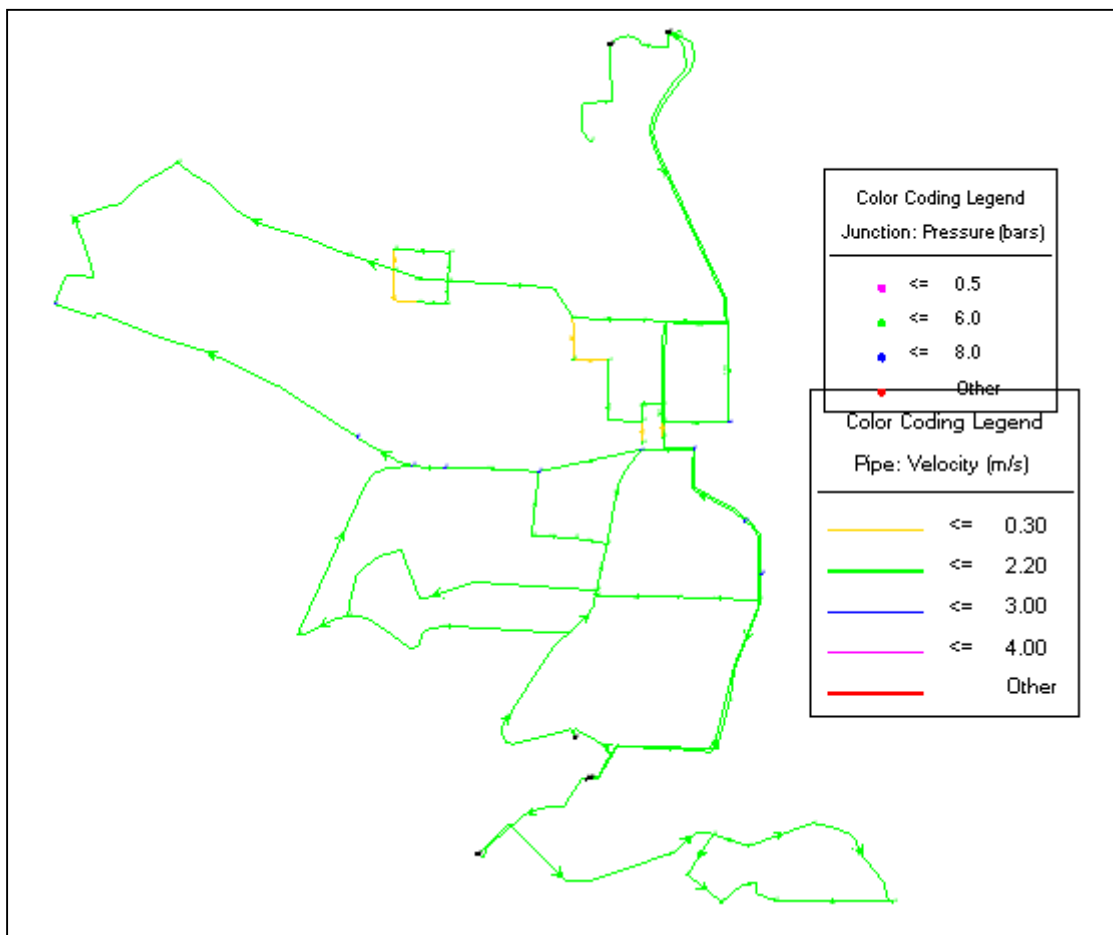 Color Coding Legend
Junction: Pressure (bars)
<= 0.5
<= 6.0
<= 8.0
Other
Color Coding Legend
Pipe: Velocity (m/s)
<= 0.30
<= 2.20
<= 3.00
<= 4.00
Other